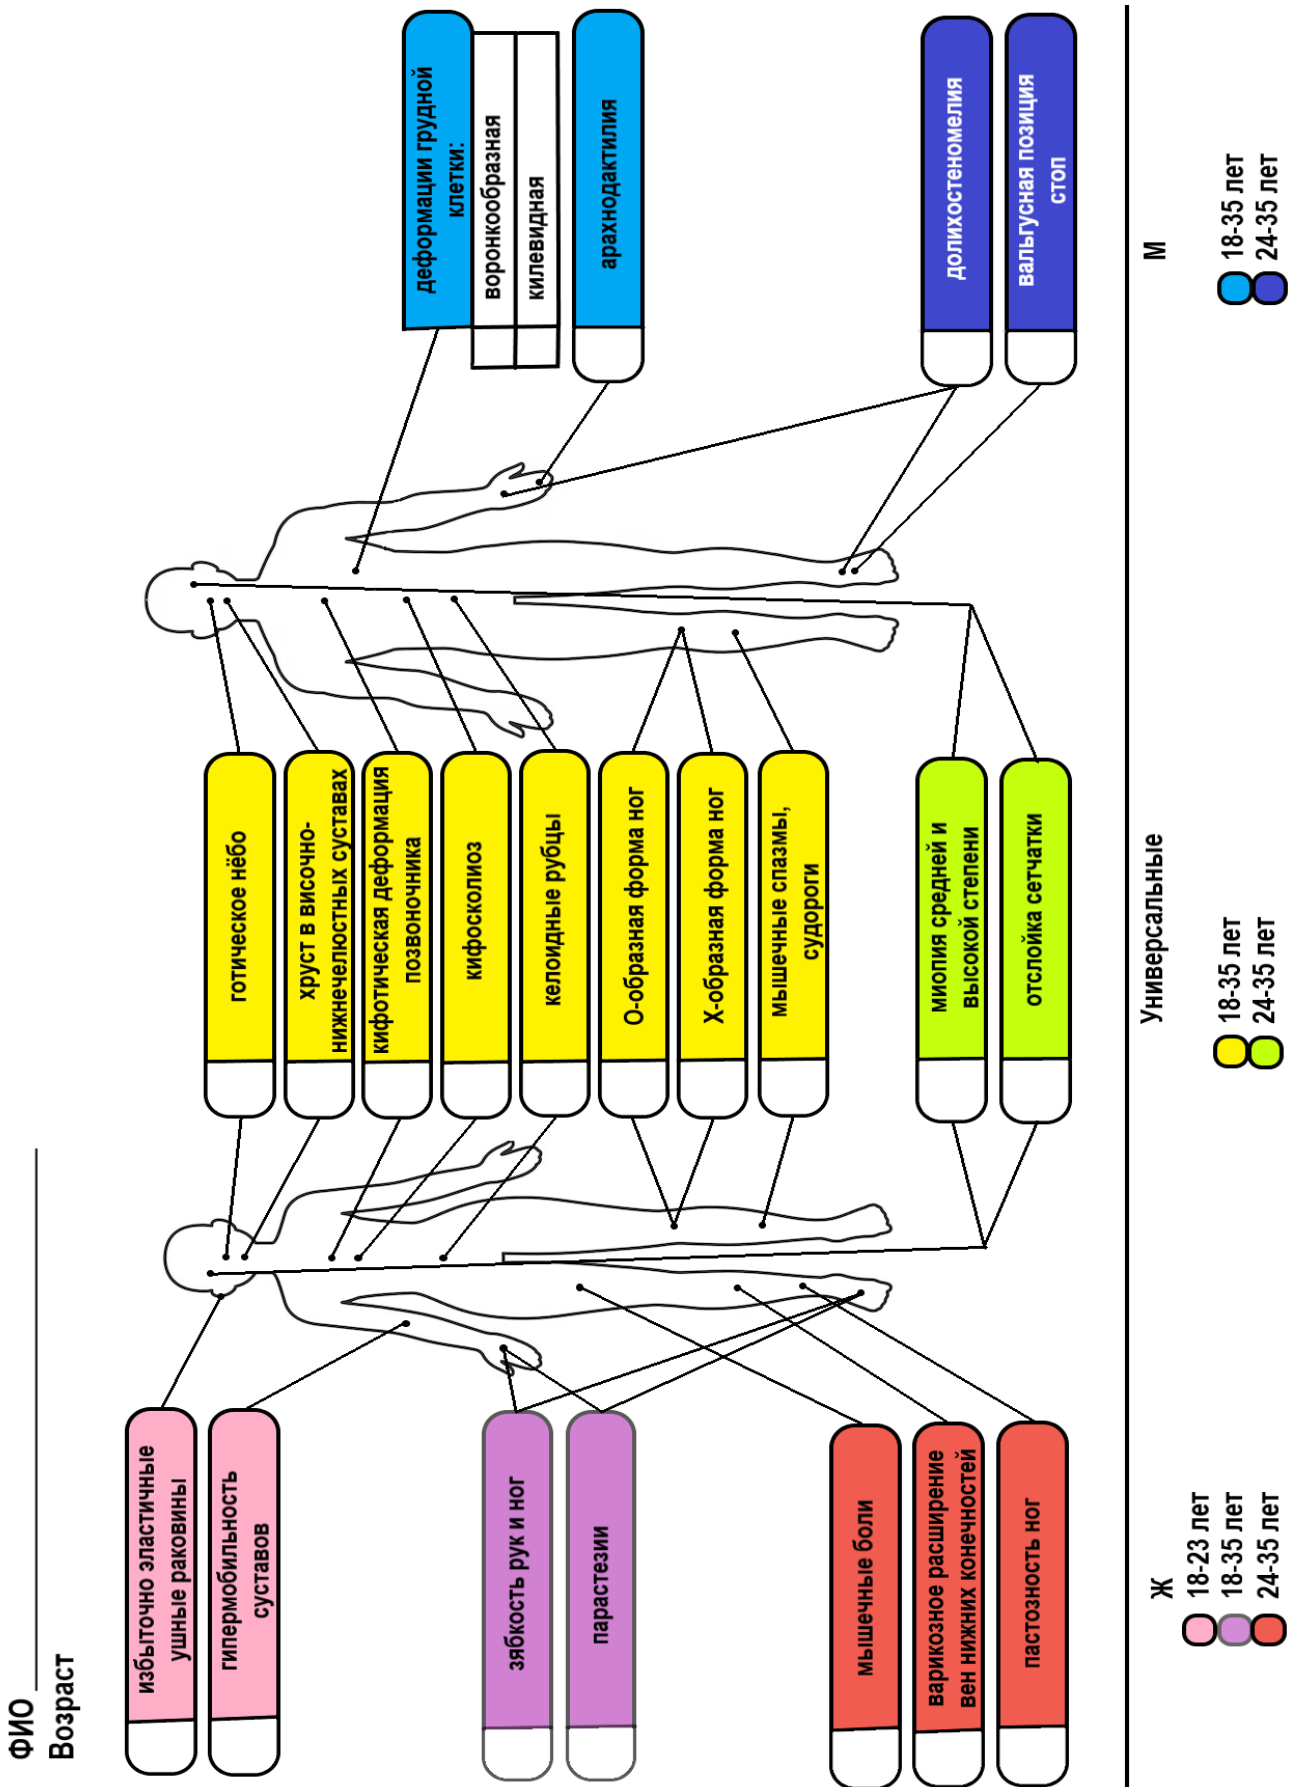 ФИО
Возраст
избыточно эластичные
ушные раковины
гипермобильность
суставов
зябкость рук и ног
парастезии
мышечные боли
варикозное расширение
вен нижних конечностей
пастозность ног
готическое нёбо
хруст в височно-
нижнечелюстных суставах
кифотическая деформация
позвоночника
кифосколиоз
келоидные рубцы
О-образная форма ног
Х-образная форма ног
мышечные спазмы,
судороги
миопия средней и
высокой степени
отслойка сетчатки
деформации грудной
клетки:
воронкообразная
килевидная
арахнодактилия
долихостеномелия
вальгусная позиция
стоп
Ж
18-23 лет
18-35 лет
24-35 лет
Универсальные
18-35 лет
24-35 лет
М
18-35 лет
24-35 лет